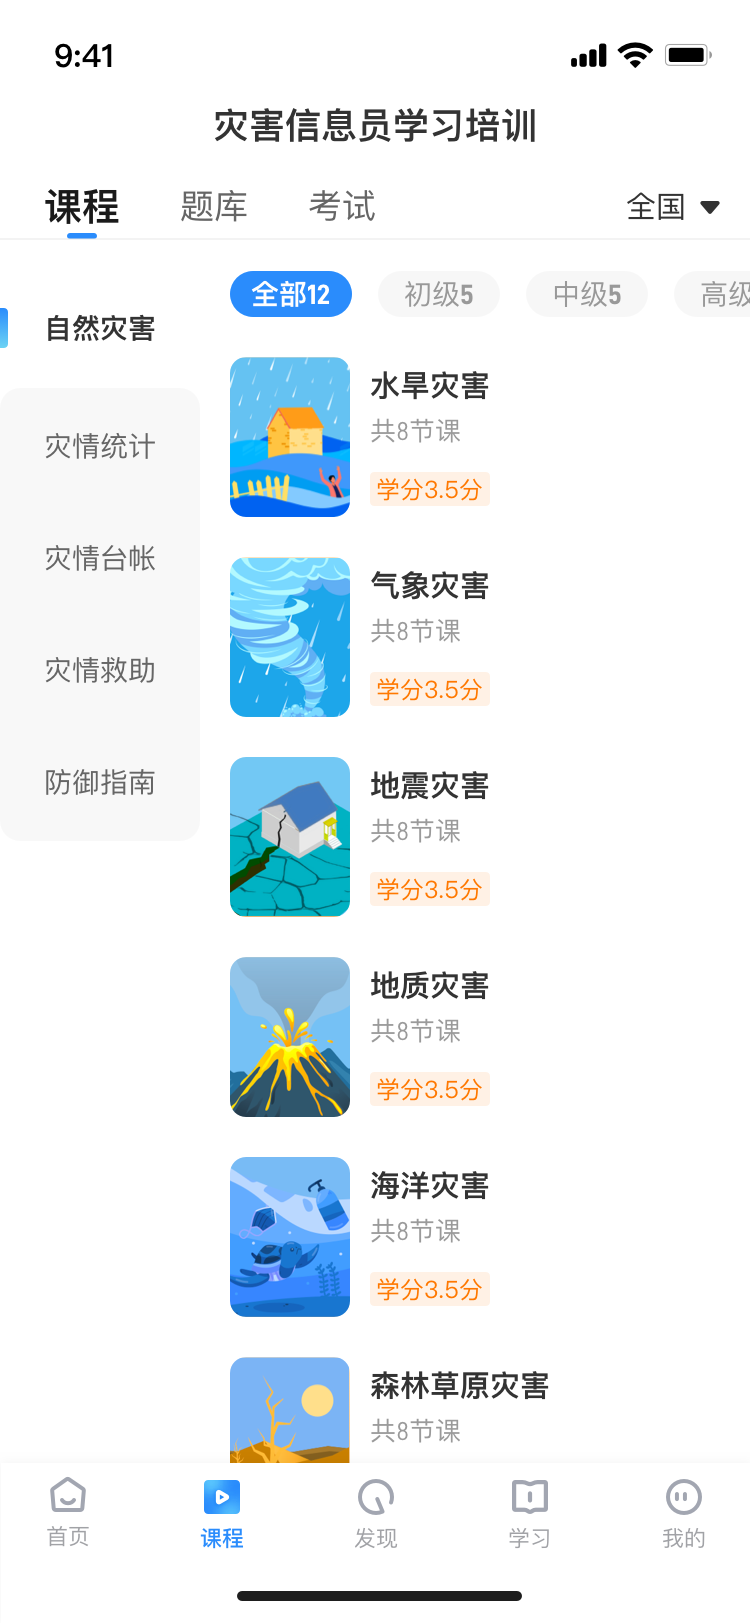 9:41
灾害信息员学习培训
课程 题库 考试 全国
全部12 初级5 中级5 高级
自然灾害
灾情统计
灾情台帐
灾情救助
防御指南
水旱灾害
共8节课
学分3.5分
气象灾害
共8节课
学分3.5分
地震灾害
共8节课
学分3.5分
地质灾害
共8节课
学分3.5分
海洋灾害
共8节课
学分3.5分
森林草原灾害
共8节课
首页 课程 发现 学习 我的